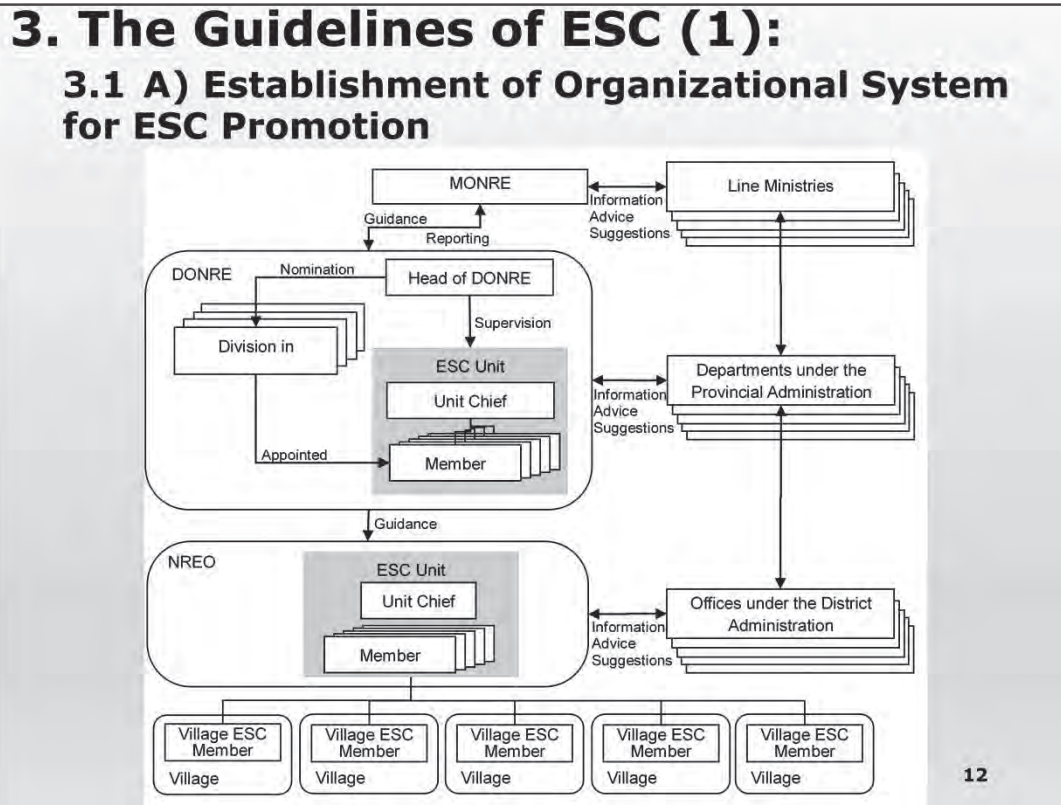 3. The Guidelines of ESC (1):
3.1 A) Establishment of Organizational System
for ESC Promotion
MONRE
Line Ministries
Information
Advice
Suggestions
Guidance
Reporting
DONRE
Nomination
Head of DONRE
Supervision
Division in
ESC Unit
Unit Chief
Member
Appointed
Information
Advice
Suggestions
Departments under the
Provincial Administration
Guidance
NREO
ESC Unit
Unit Chief
Member
Information
Advice
Suggestions
Offices under the District
Administration
Village ESC
Member
Village
Village ESC
Member
Village
Village ESC
Member
Village
Village ESC
Member
Village
Village ESC
Member
Village
12